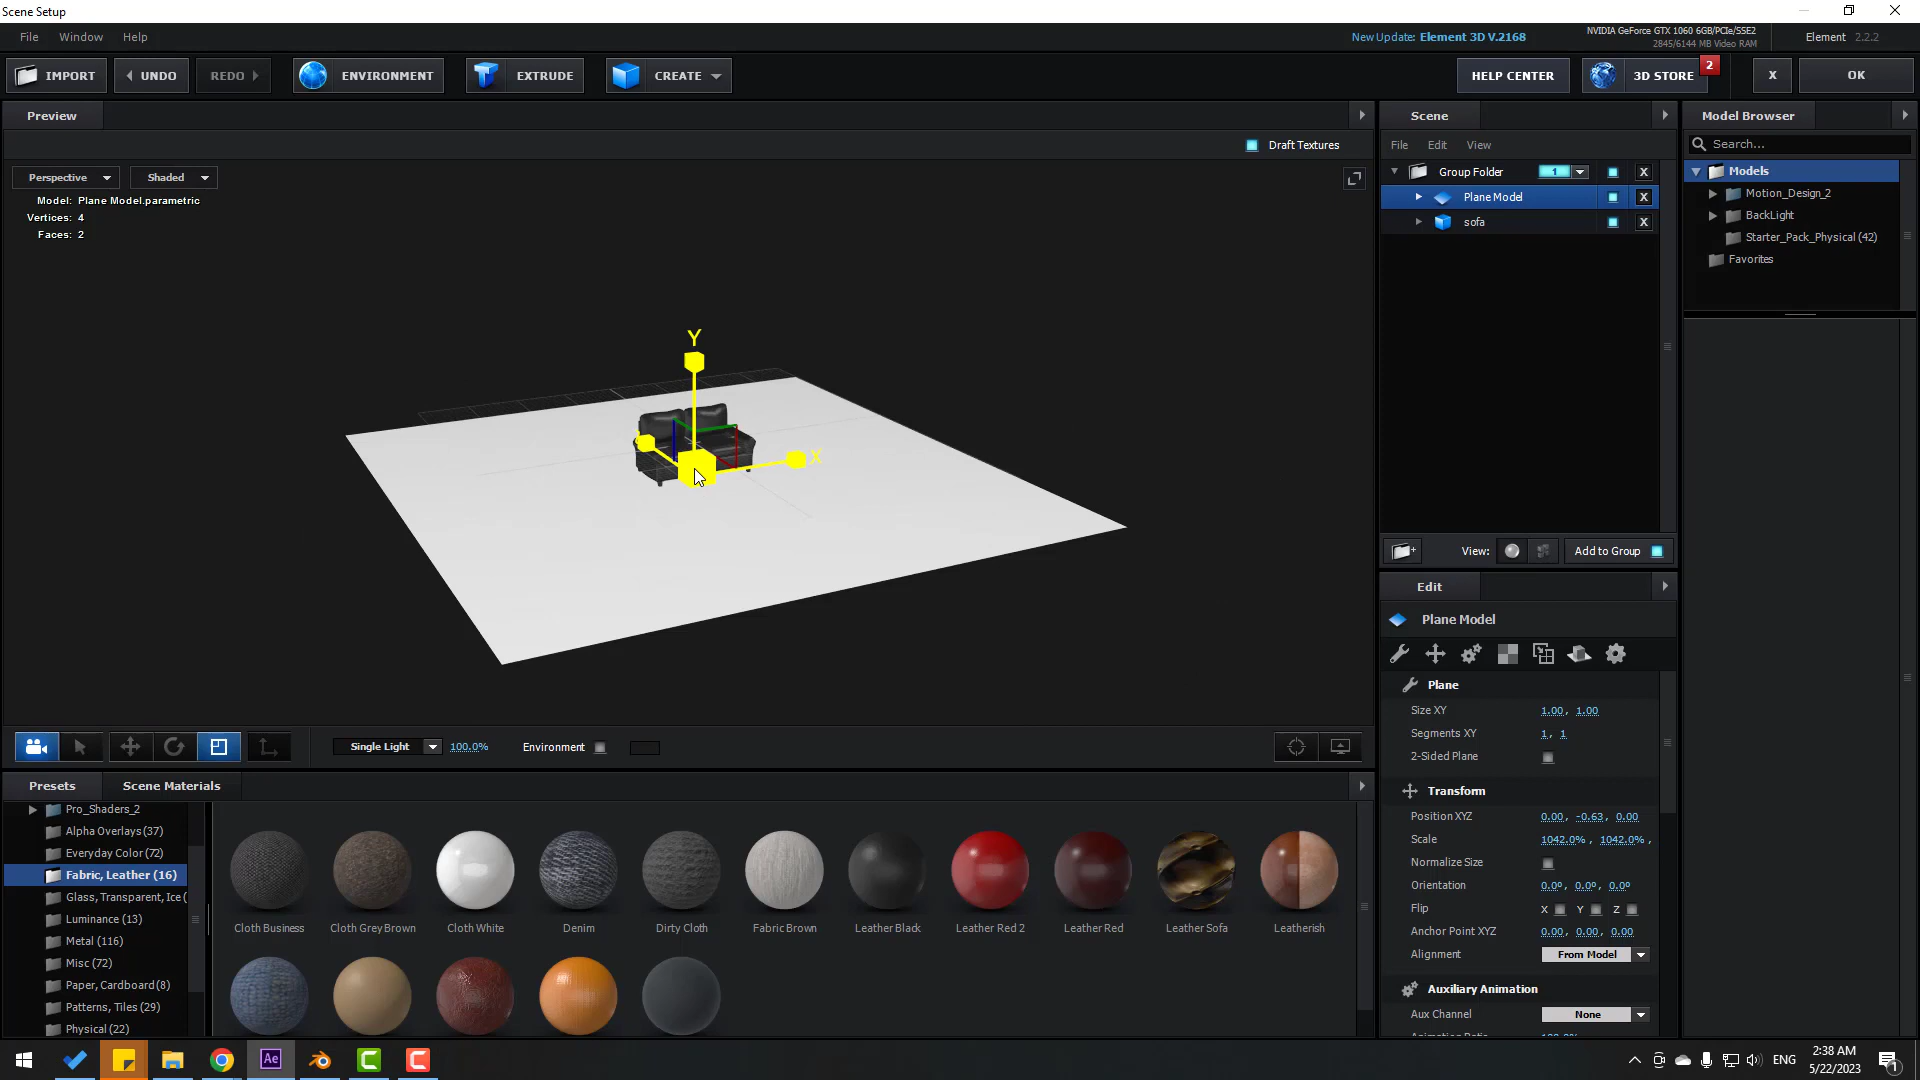 Scene Setup
File Window Help
New Update: Element 3D V.2168
NVIDIA GeForce GTX 1060 6GB/PCIe/SSE2
2845/6144 MB Video RAM
Element 2.2.2
IMPORT UNDO REDO ENVIRONMENT EXTRUDE CREATE HELP CENTER 3D STORE 2 X OK
Preview
Draft Textures
Perspective Shaded
Model: Plane Model.parametric
Vertices: 4
Faces: 2
Y
X
Single Light 100.0% Environment
Scene
File Edit View
Group Folder 1 X
Plane Model X
sofa X
View: Add to Group
Model Browser
Search...
Models
Motion_Design_2
BackLight
Starter_Pack_Physical (42)
Favorites
Edit
Plane Model
Plane
Size XY 1.00, 1.00
Segments XY 1, 1
2-Sided Plane
Transform
Position XYZ 0.00, -0.63, 0.00
Scale 1042.0%, 1042.0%,
Normalize Size
Orientation 0.0º, 0.0º, 0.0º
Flip X Y Z
Anchor Point XYZ 0.00, 0.00, 0.00
Alignment From Model
Auxiliary Animation
Aux Channel None
Presets Scene Materials
Pro_Shaders_2
Alpha Overlays (37)
Everyday Color (72)
Fabric, Leather (16)
Glass, Transparent, Ice (
Luminance (13)
Metal (116)
Misc (72)
Paper, Cardboard (8)
Patterns, Tiles (29)
Physical (22)
Cloth Business Cloth Grey Brown Cloth White Denim Dirty Cloth Fabric Brown Leather Black Leather Red 2 Leather Red Leather Sofa Leatherish
Ae
ENG
2:38 AM
5/22/2023
1